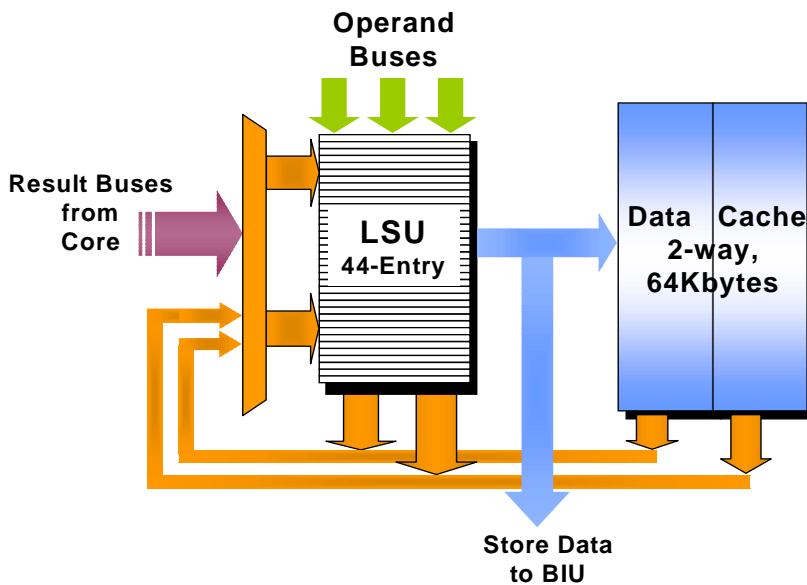 Operand
Buses
Result Buses
from
Core
LSU
44-Entry
Data Cache
2-way,
64Kbytes
Store Data
to BIU